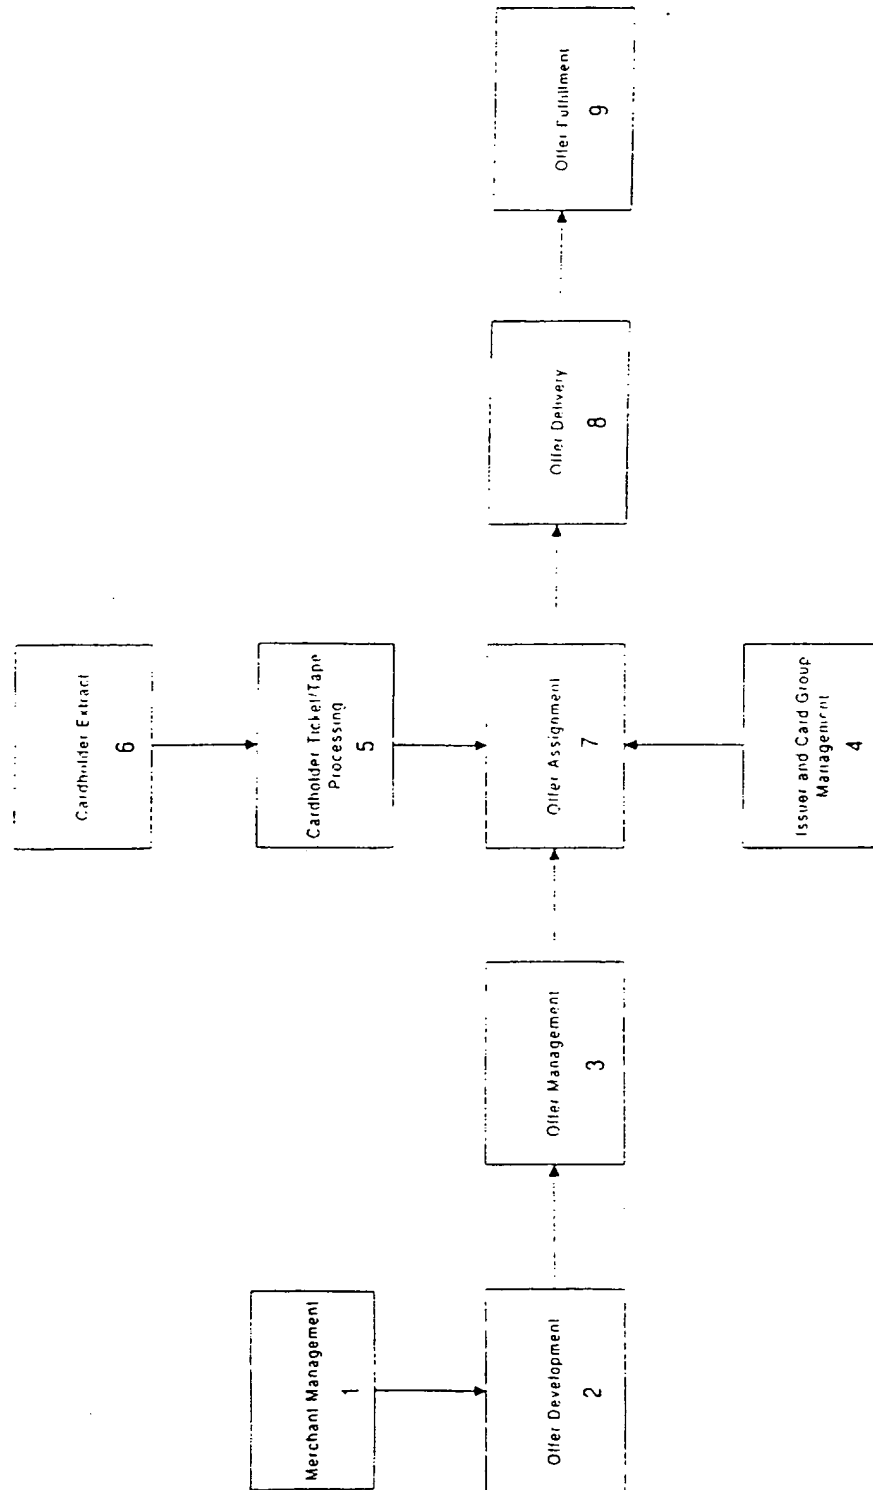 Merchant Management
1
Offer Development
2
Offer Management
3
Cardholder Extract
6
Cardholder Ticket/Tape
Processing
5
Offer Assignment
7
Issuer and Card Group
Management
4
Offer Delivery
8
Offer Fulfillment
9